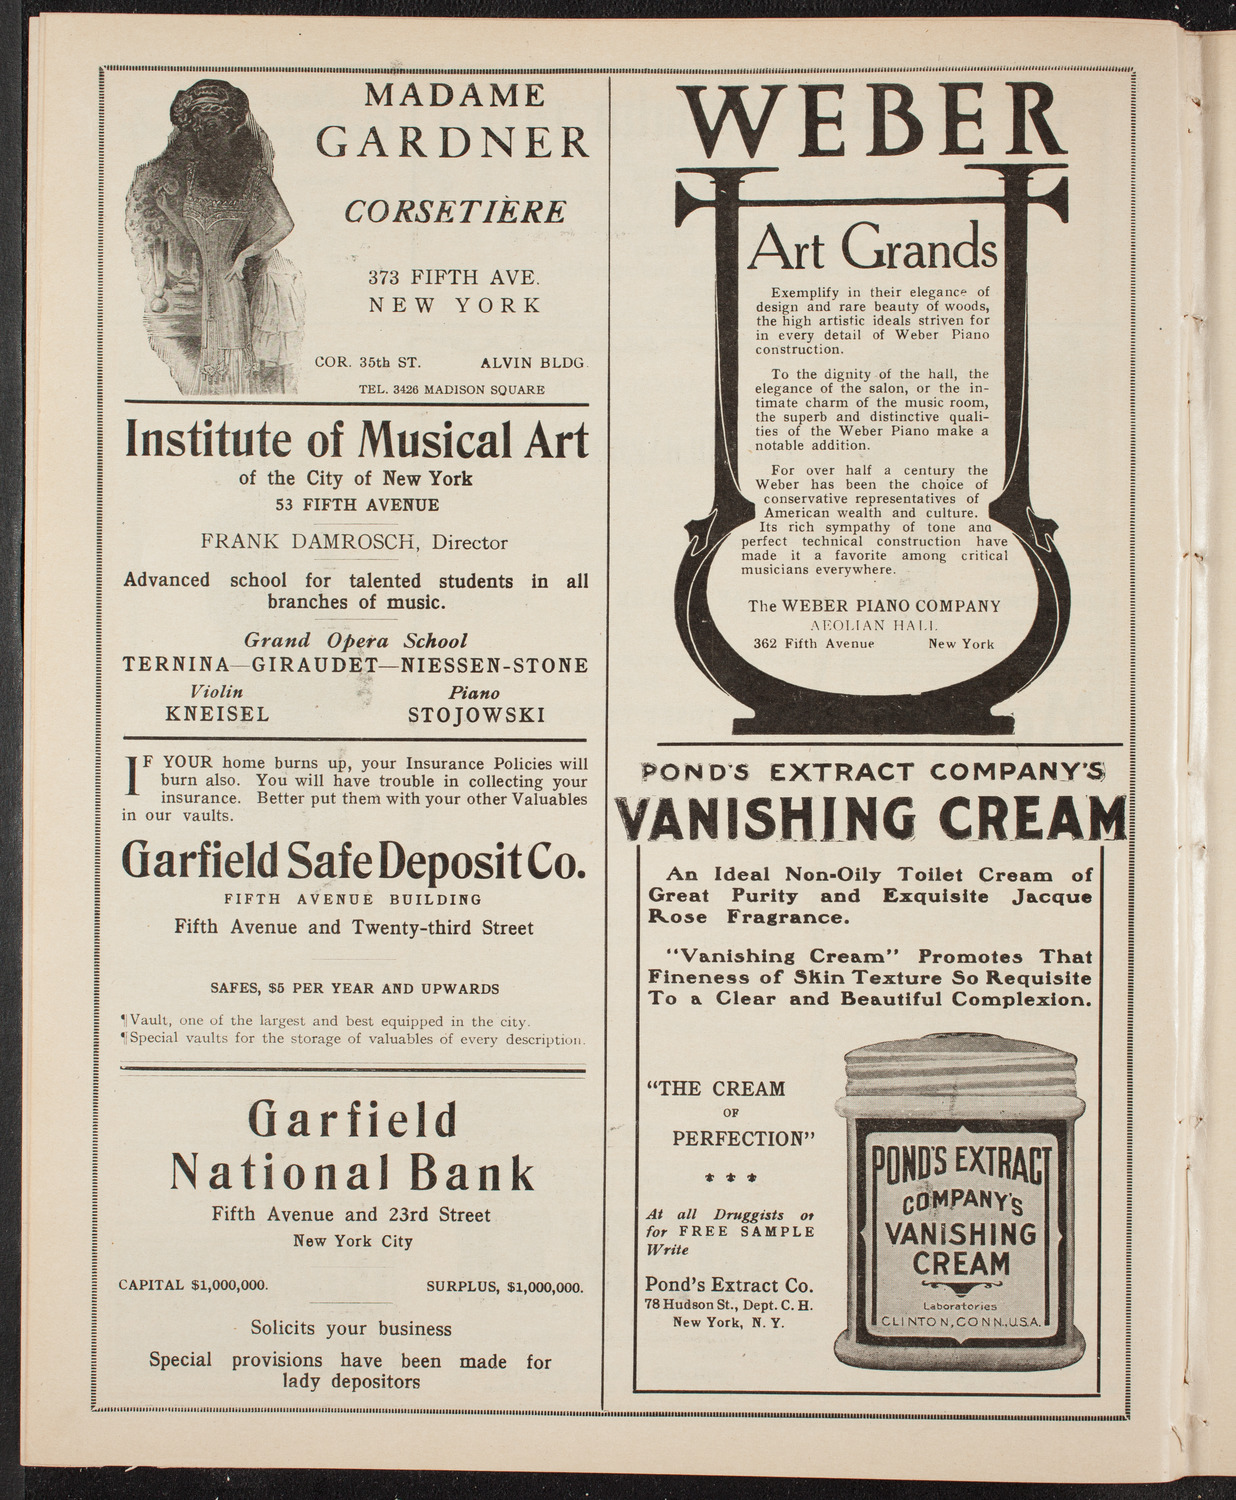 MADAME
GARDNER
CORSETIÈRE
373 FIFTH AVE.
NEW YORK
COR. 35th ST. ALVIN BLDG.
TEL. 3426 MADISON SQUARE
Institute of Musical Art
of the City of New York
53 FIFTH AVENUE
FRANK DAMROSCH, Director
Advanced school for talented students in all
branches of music.
Grand Opera School
TERNINA—GIRAUDET—NIESSEN-STONE
Violin Piano
KNEISEL STOJOWSKI
IF YOUR home burns up, your Insurance Policies will
burn also. You will have trouble in collecting your
insurance. Better put them with your other Valuables
in our vaults.
Garfield Safe Deposit Co.
FIFTH AVENUE BUILDING
Fifth Avenue and Twenty-third Street
SAFES, $5 PER YEAR AND UPWARDS
¶Vault, one of the largest and best equipped in the city.
¶Special vaults for the storage of valuables of every description.
Garfield
National Bank
Fifth Avenue and 23rd Street
New York City
CAPITAL $1,000,000. SURPLUS, $1,000,000.
Solicits your business
Special provisions have been made for
lady depositors
WEBER
Art Grands
Exemplify in their elegance of
design and rare beauty of woods,
the high artistic ideals striven for
in every detail of Weber Piano
construction.
To the dignity of the hall, the
elegance of the salon, or the in-
timate charm of the music room,
the superb and distinctive quali-
ties of the Weber Piano make a
notable addition.
For over half a century the
Weber has been the choice of
conservative representatives of
American wealth and culture.
Its rich sympathy of tone and
perfect technical construction have
made it a favorite among critical
musicians everywhere.
The WEBER PIANO COMPANY
AEOLIAN HALL
362 Fifth Avenue New York
POND'S EXTRACT COMPANY'S
VANISHING CREAM
An Ideal Non-Oily Toilet Cream of
Great Purity and Exquisite Jacque
Rose Fragrance.
"Vanishing Cream" Promotes That
Fineness of Skin Texture So Requisite
To a Clear and Beautiful Complexion.
"THE CREAM
OF
PERFECTION"
At all Druggists or
for FREE SAMPLE
Write
Pond's Extract Co.
78 Hudson St., Dept. C. H.
New York, N. Y.
POND'S EXTRACT
COMPANY'S
VANISHING
CREAM
Laboratories
CLINTON, CONN., U.S.A.